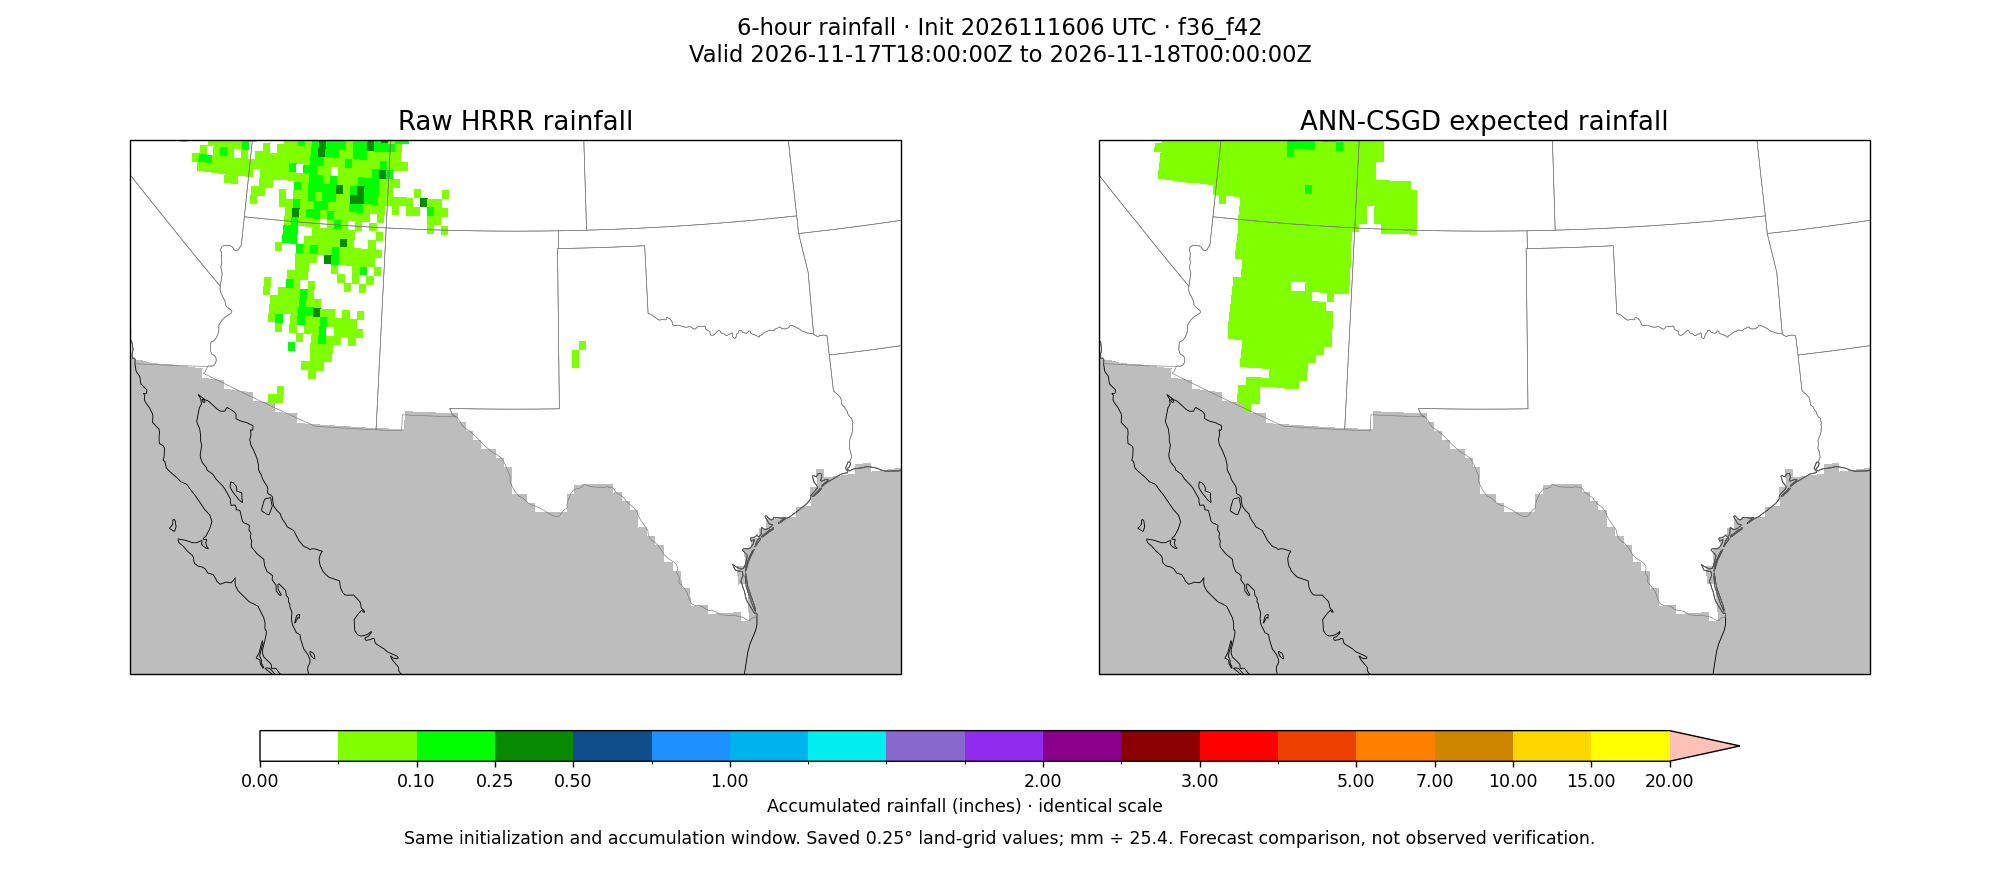 6-hour rainfall · Init 2026111606 UTC · f36_f42
Valid 2026-11-17T18:00:00Z to 2026-11-18T00:00:00Z
Raw HRRR rainfall
ANN-CSGD expected rainfall
0.00 0.10 0.25 0.50 1.00 2.00 3.00 5.00 7.00 10.00 15.00 20.00
Accumulated rainfall (inches) · identical scale
Same initialization and accumulation window. Saved 0.25° land-grid values; mm ÷ 25.4. Forecast comparison, not observed verification.